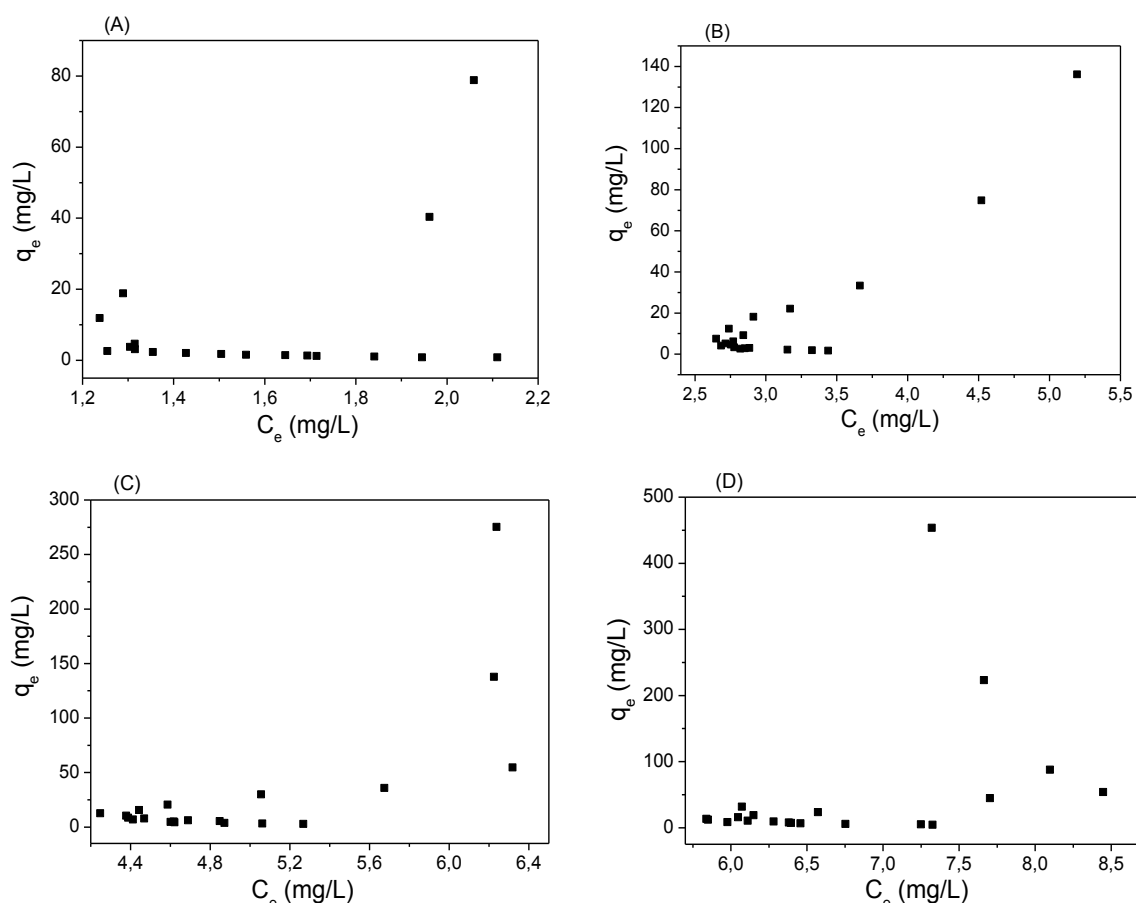 (A)
80
60
40
20
0
q_e (mg/L)
1,2 1,4 1,6 1,8 2,0 2,2
C_e (mg/L)
(B)
140
120
100
80
60
40
20
0
q_e (mg/L)
2,5 3,0 3,5 4,0 4,5 5,0 5,5
C_e (mg/L)
(C)
300
250
200
150
100
50
0
q_e (mg/L)
4,4 4,8 5,2 5,6 6,0 6,4
C_e (mg/L)
(D)
500
400
300
200
100
0
q_e (mg/L)
6,0 6,5 7,0 7,5 8,0 8,5
C_e (mg/L)